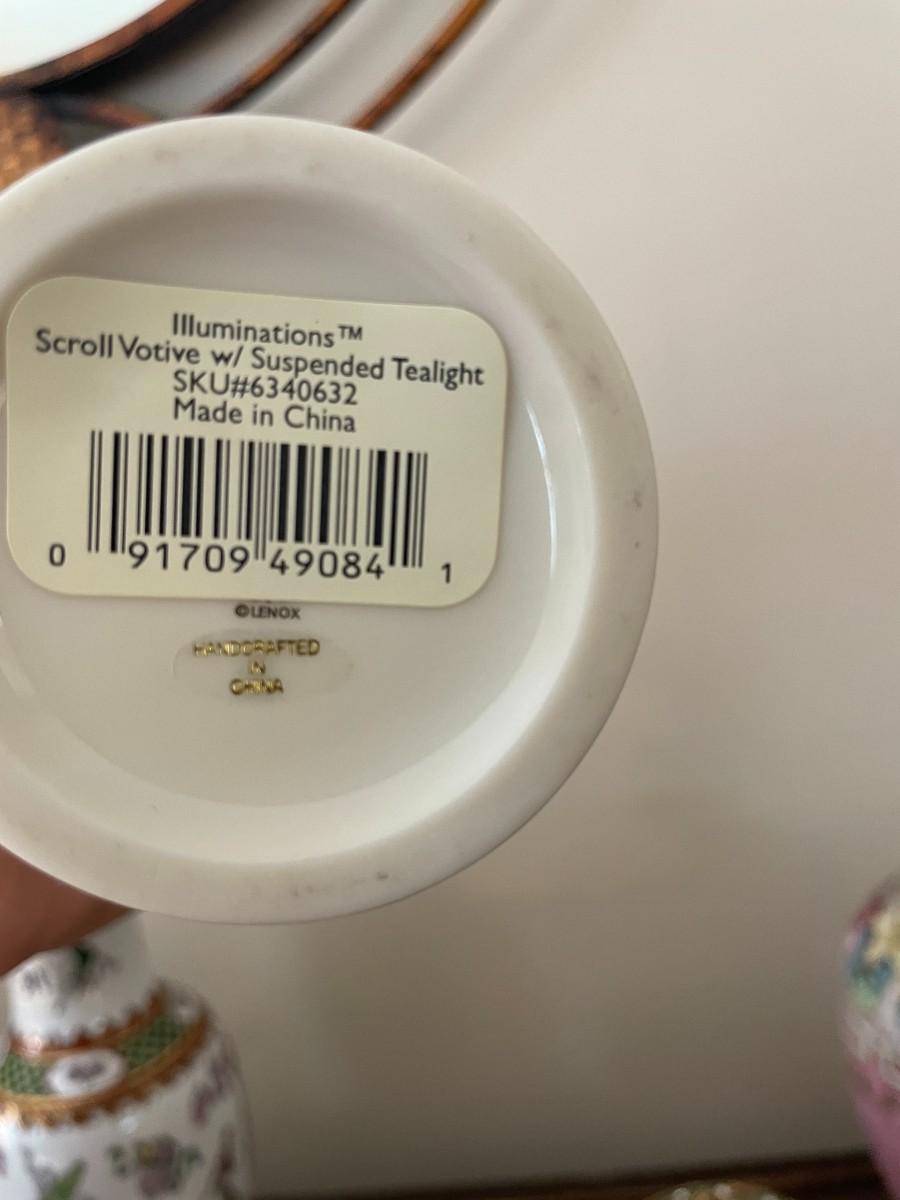 Illuminations™
Scroll Votive w/ Suspended Tealight
SKU#6340632
Made in China
0 91709 49084 1
©LENOX
HANDCRAFTED
IN
CHINA